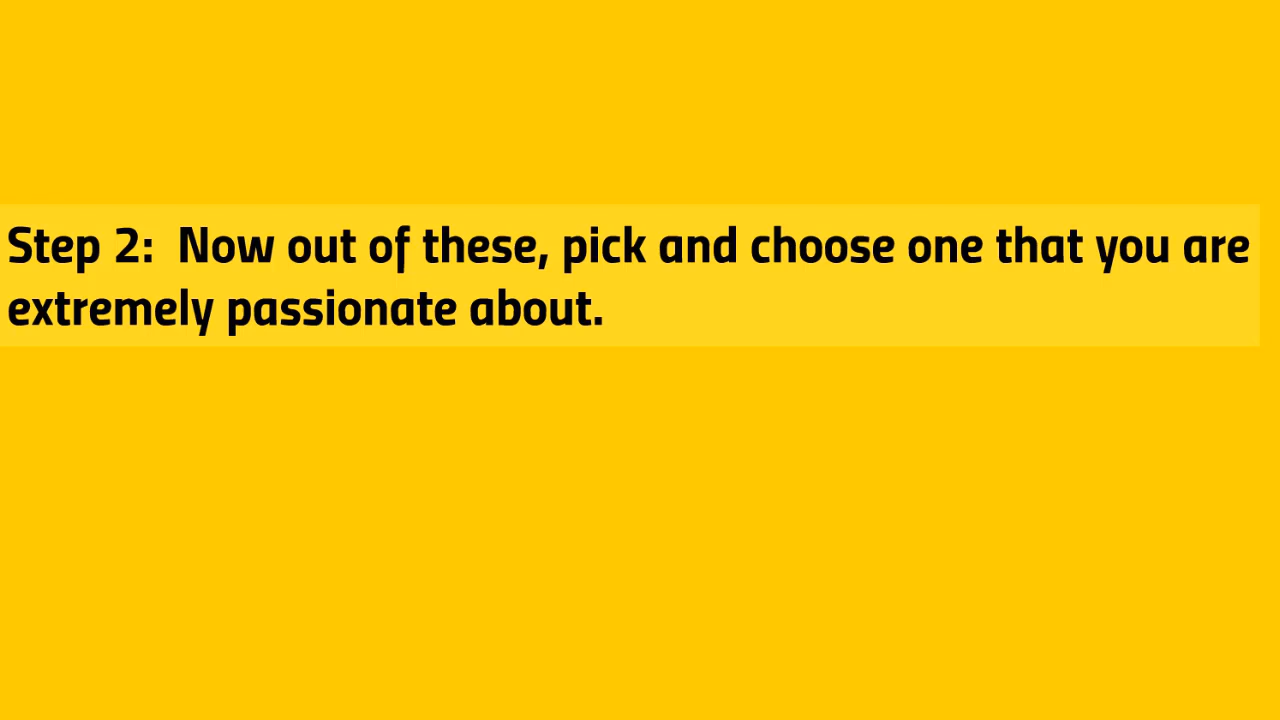 Step 2:  Now out of these, pick and choose one that you are
extremely passionate about.